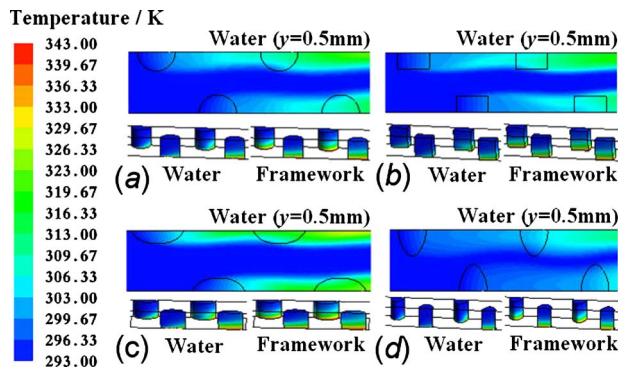 Temperature / K
343.00
339.67
336.33
333.00
329.67
326.33
323.00
319.67
316.33
313.00
309.67
306.33
303.00
299.67
296.33
293.00
Water (y=0.5mm)
(a) Water Framework
Water (y=0.5mm)
(b) Water Framework
Water (y=0.5mm)
(c) Water Framework
Water (y=0.5mm)
(d) Water Framework